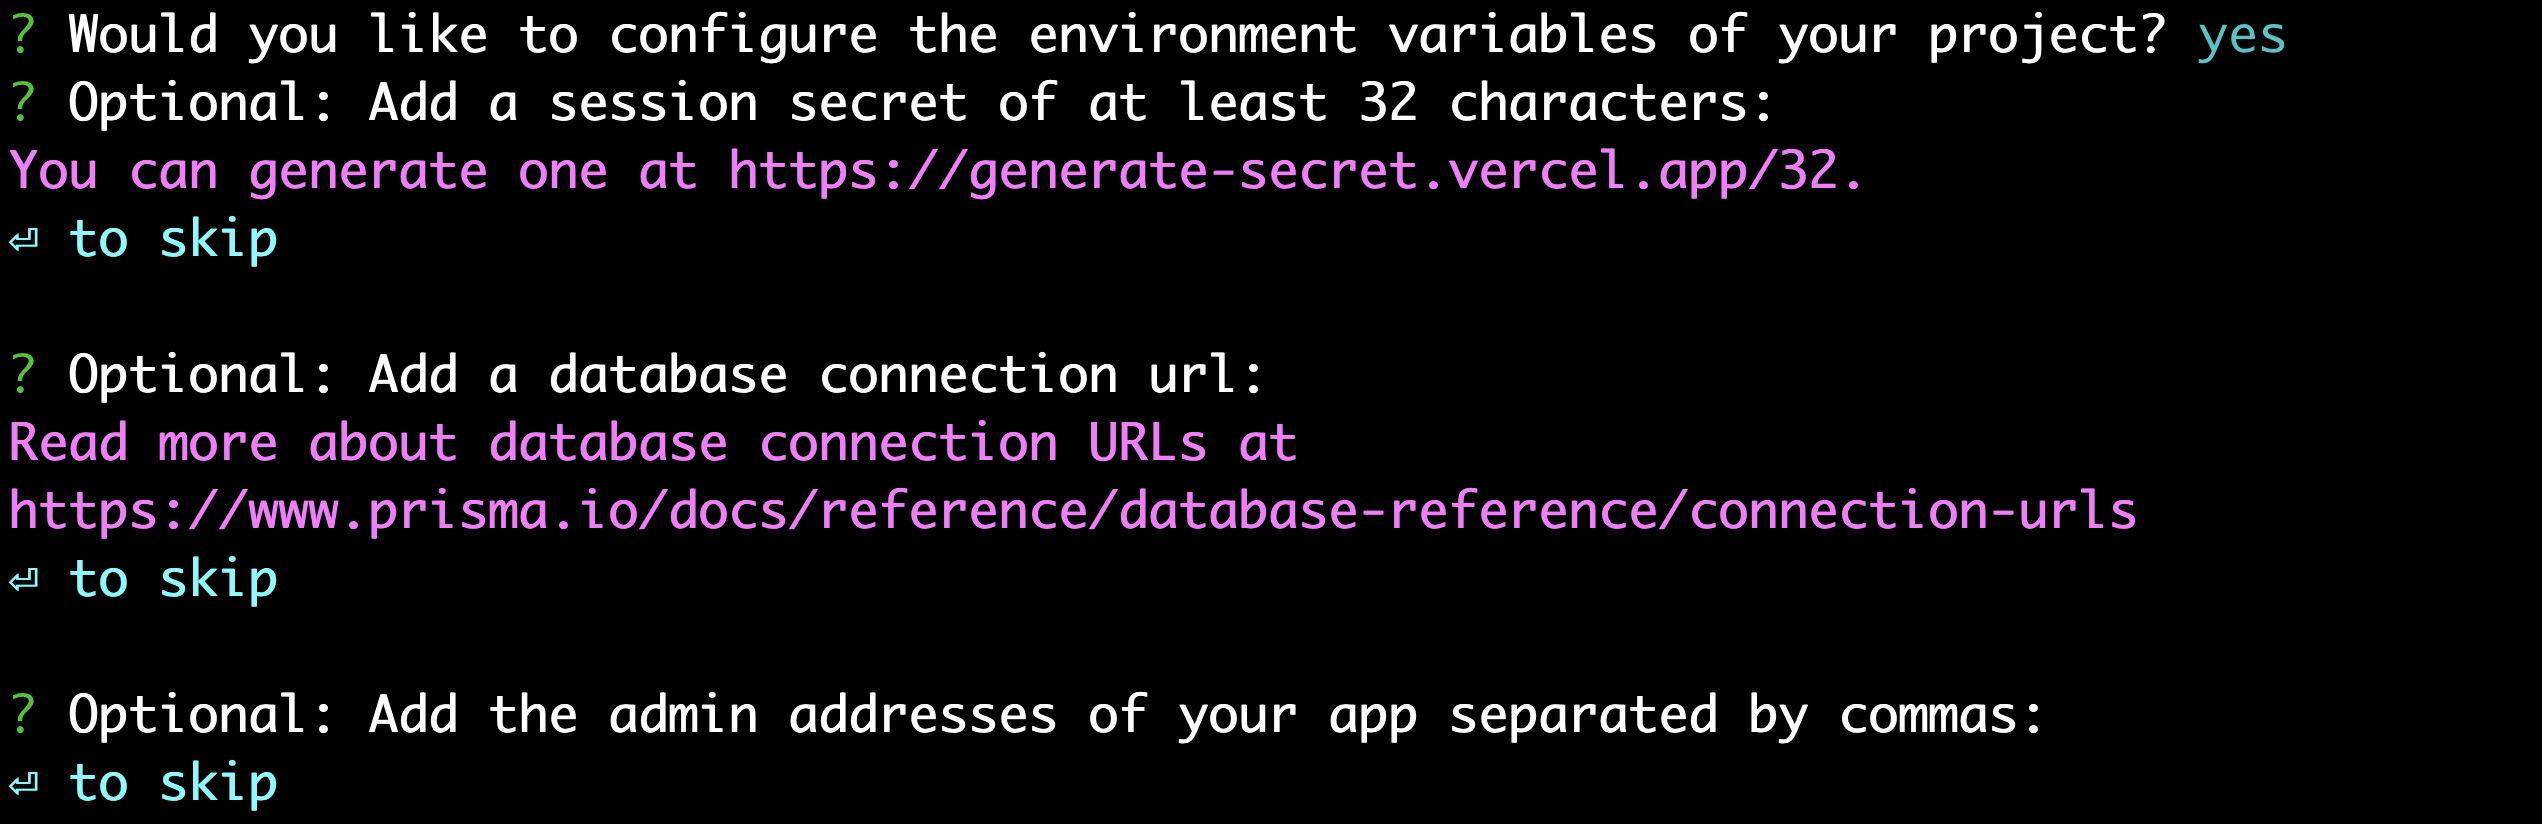 ? Would you like to configure the environment variables of your project? yes
? Optional: Add a session secret of at least 32 characters:
You can generate one at https://generate-secret.vercel.app/32.
⏎ to skip
? Optional: Add a database connection url:
Read more about database connection URLs at
https://www.prisma.io/docs/reference/database-reference/connection-urls
⏎ to skip
? Optional: Add the admin addresses of your app separated by commas:
⏎ to skip